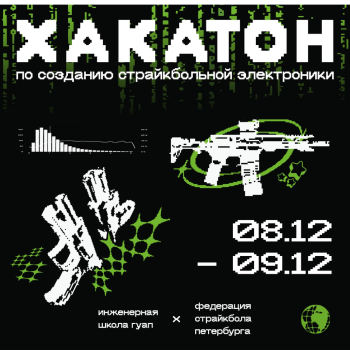 ХАКАТОН
по созданию страйкбольной электроники
08.12
– 09.12
инженерная
школа гуап
x
федерация
страйкбола
петербурга